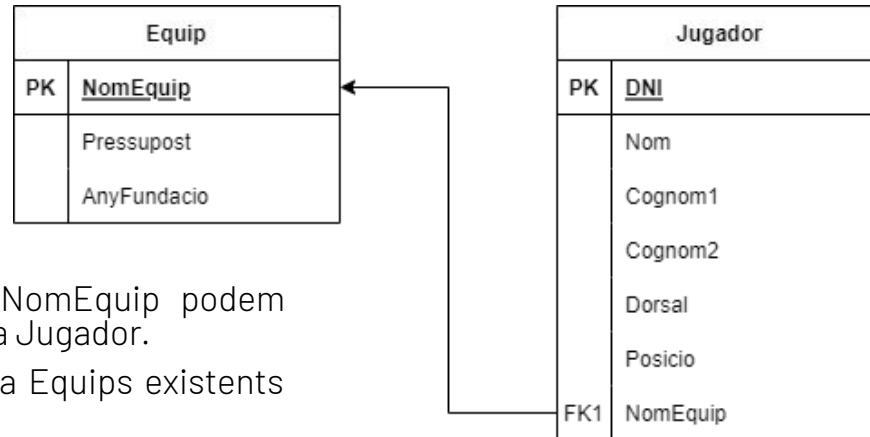 Equip
PK NomEquip
Pressupost
AnyFundacio
Jugador
PK DNI
Nom
Cognom1
Cognom2
Dorsal
Posicio
FK1 NomEquip
NomEquip podem
a Jugador.
a Equips existents